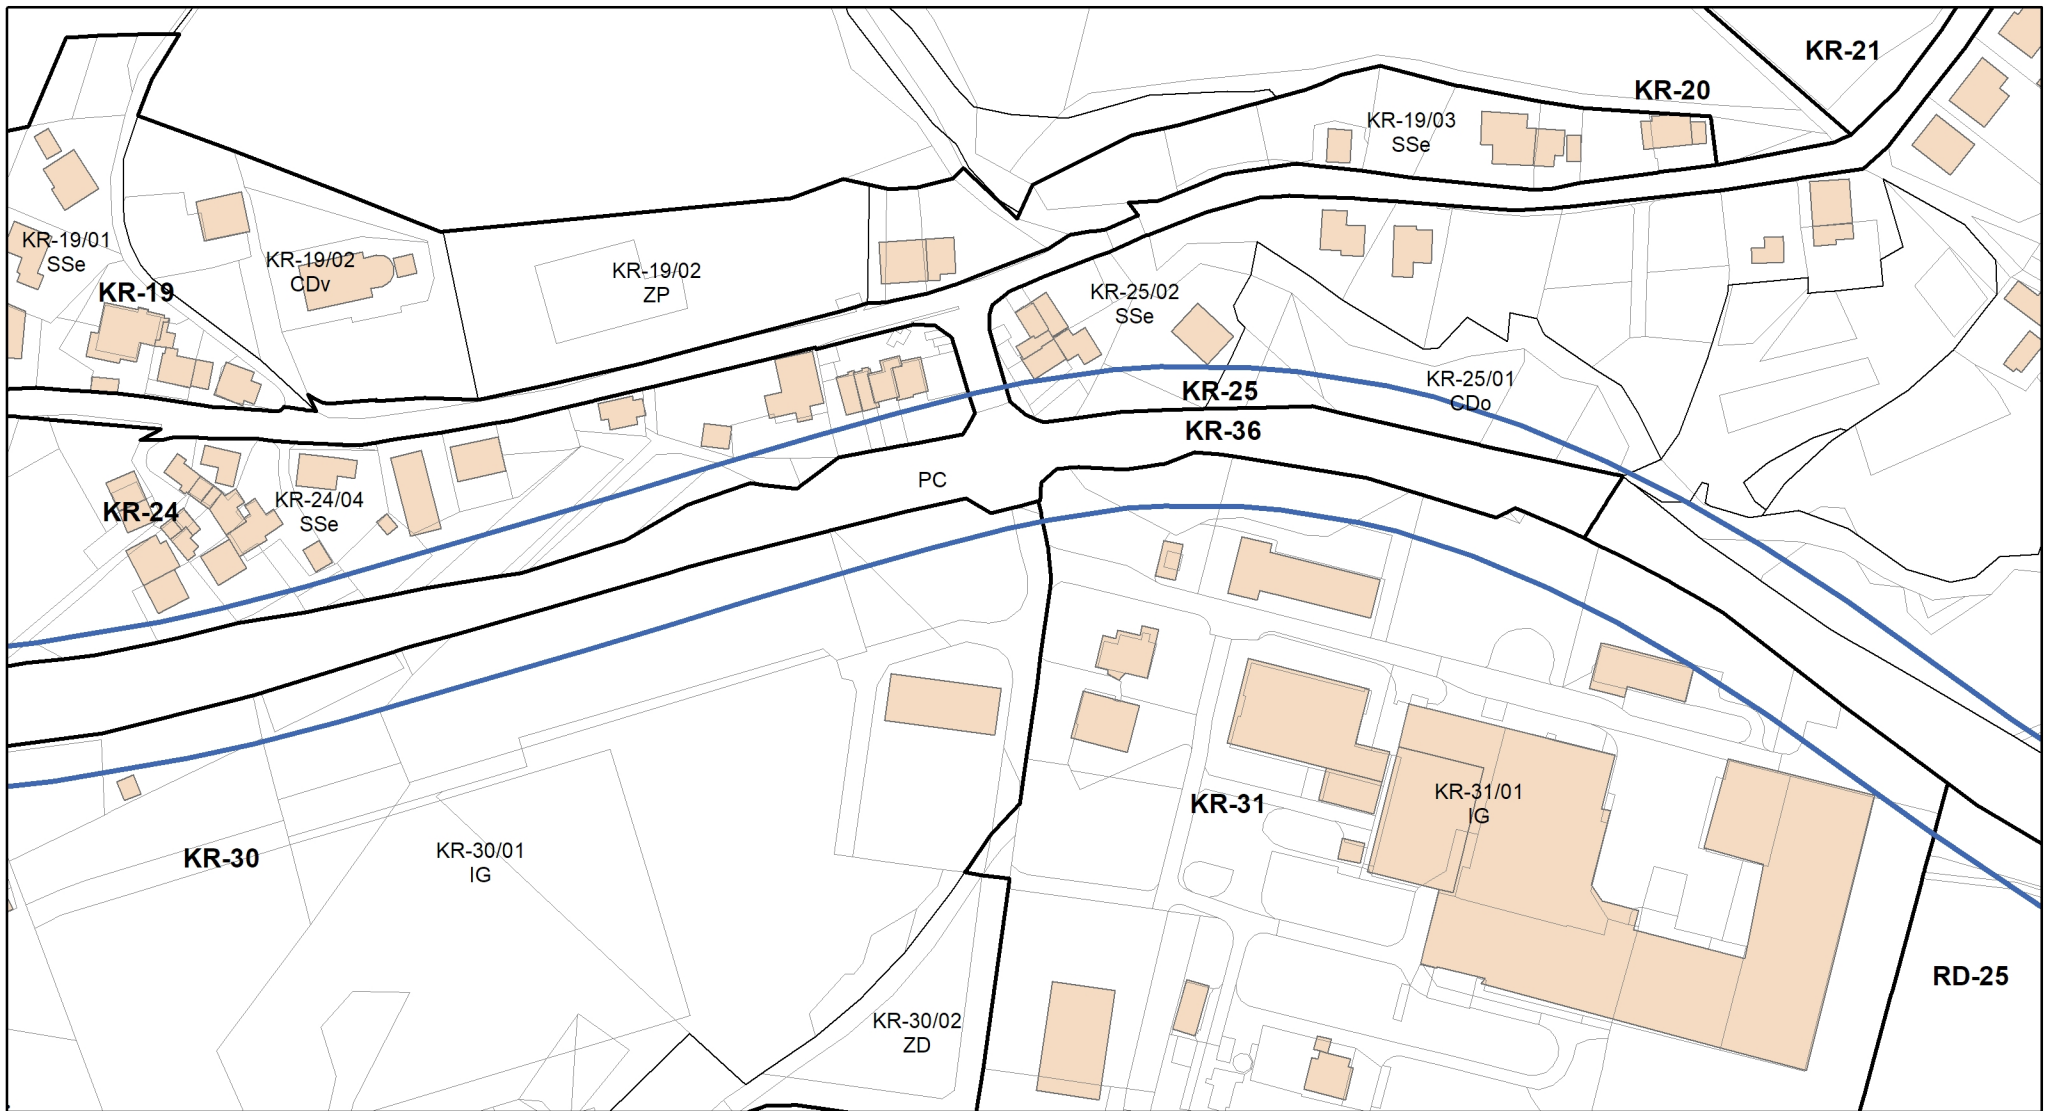 KR-21
KR-20
KR-19/03
SSe
KR-19/01
SSe
KR-19/02
CDv
KR-19/02
ZP
KR-19
KR-25/02
SSe
KR-25/01
CDo
KR-25
KR-36
PC
KR-24/04
SSe
KR-24
KR-31/01
IG
KR-31
KR-30/01
IG
KR-30
RD-25
KR-30/02
ZD